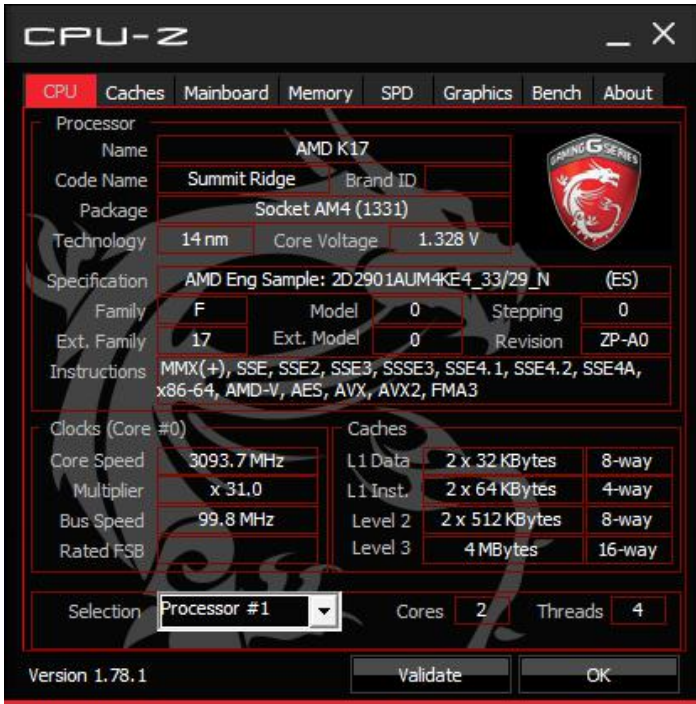 CPU-Z
CPU Caches Mainboard Memory SPD Graphics Bench About
Processor
Name AMD K17
GAMING G SERIES
Code Name Summit Ridge Brand ID
Package Socket AM4 (1331)
Technology 14 nm Core Voltage 1.328 V
Specification AMD Eng Sample: 2D2901AUM4KE4_33/29_N (ES)
Family F Model 0 Stepping 0
Ext. Family 17 Ext. Model 0 Revision ZP-A0
Instructions MMX(+), SSE, SSE2, SSE3, SSSE3, SSE4.1, SSE4.2, SSE4A,
x86-64, AMD-V, AES, AVX, AVX2, FMA3
Clocks (Core #0)
Core Speed 3093.7 MHz
Multiplier x 31.0
Bus Speed 99.8 MHz
Rated FSB
Caches
L1 Data 2 x 32 KBytes 8-way
L1 Inst. 2 x 64 KBytes 4-way
Level 2 2 x 512 KBytes 8-way
Level 3 4 MBytes 16-way
Selection Processor #1 Cores 2 Threads 4
Version 1.78.1 Validate OK